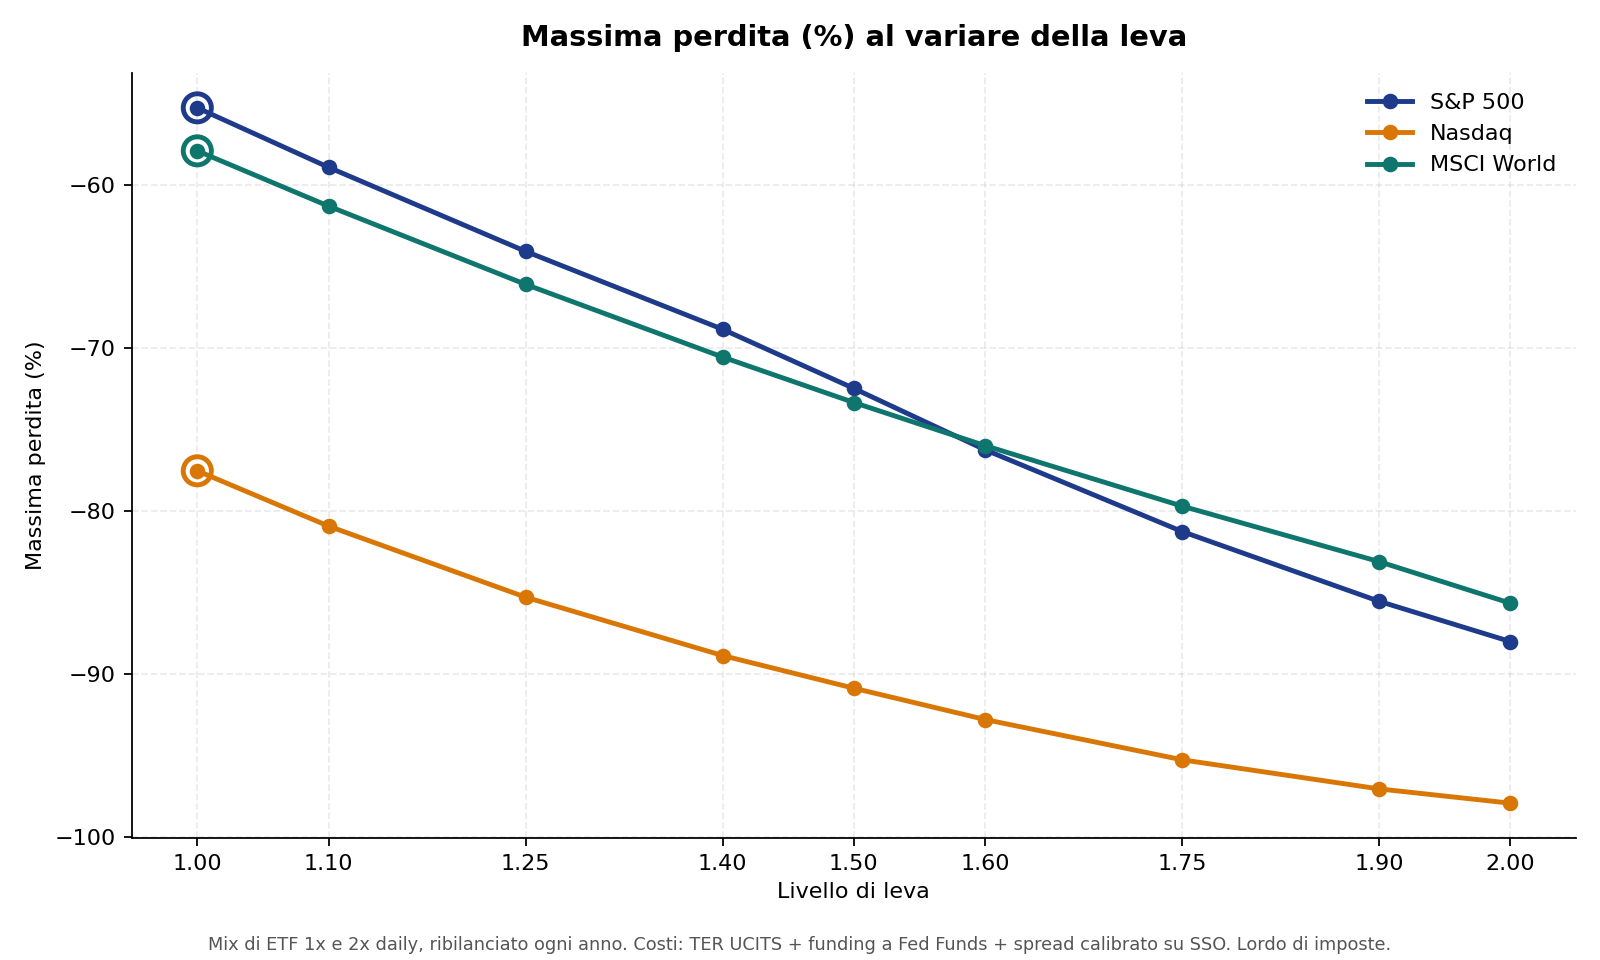 Massima perdita (%) al variare della leva
S&P 500
Nasdaq
MSCI World
Massima perdita (%)
−60
−70
−80
−90
−100
1.00 1.10 1.25 1.40 1.50 1.60 1.75 1.90 2.00
Livello di leva
Mix di ETF 1x e 2x daily, ribilanciato ogni anno. Costi: TER UCITS + funding a Fed Funds + spread calibrato su SSO. Lordo di imposte.